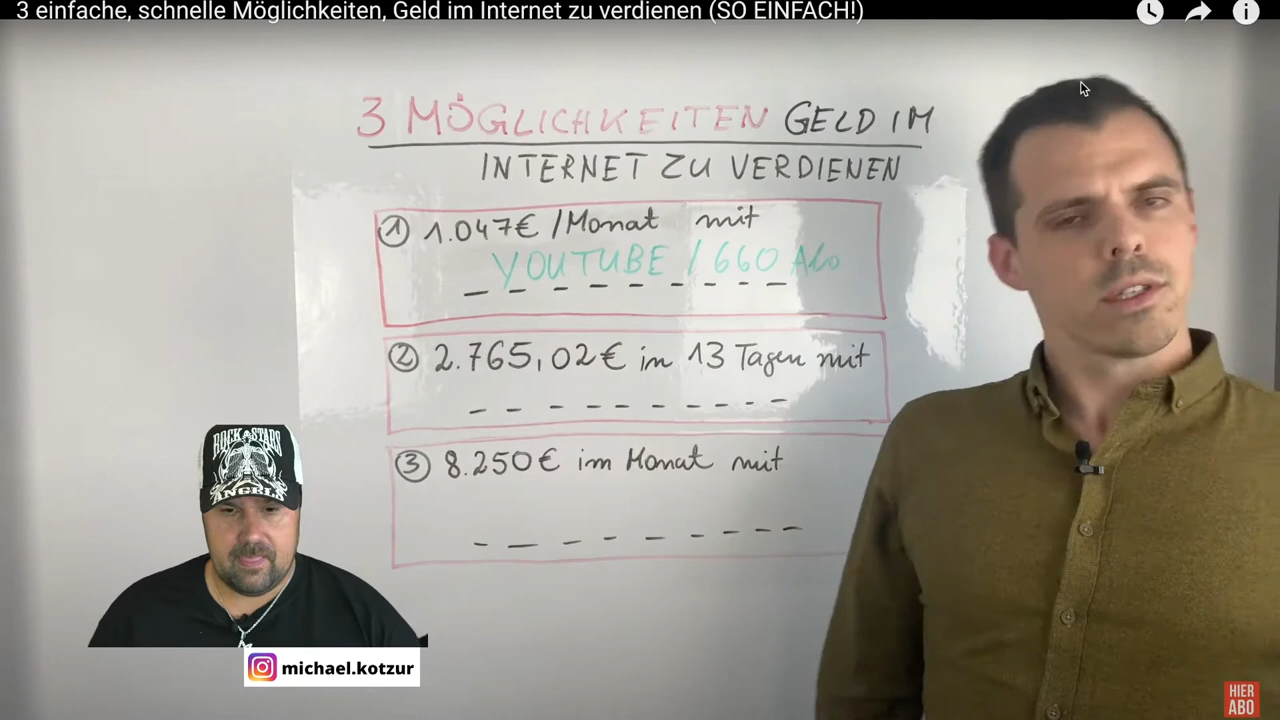 3 einfache, schnelle Möglichkeiten, Geld im Internet zu verdienen (SO EINFACH!)
3 MÖGLICHKEITEN GELD IM
INTERNET ZU VERDIENEN
1 1.047€ /Monat mit
YOUTUBE / 660 Abo
2 2.765,02€ in 13 Tagen mit
3 8.250€ im Monat mit
ROCK STARS
ANGELS
michael.kotzur
HIER
ABO